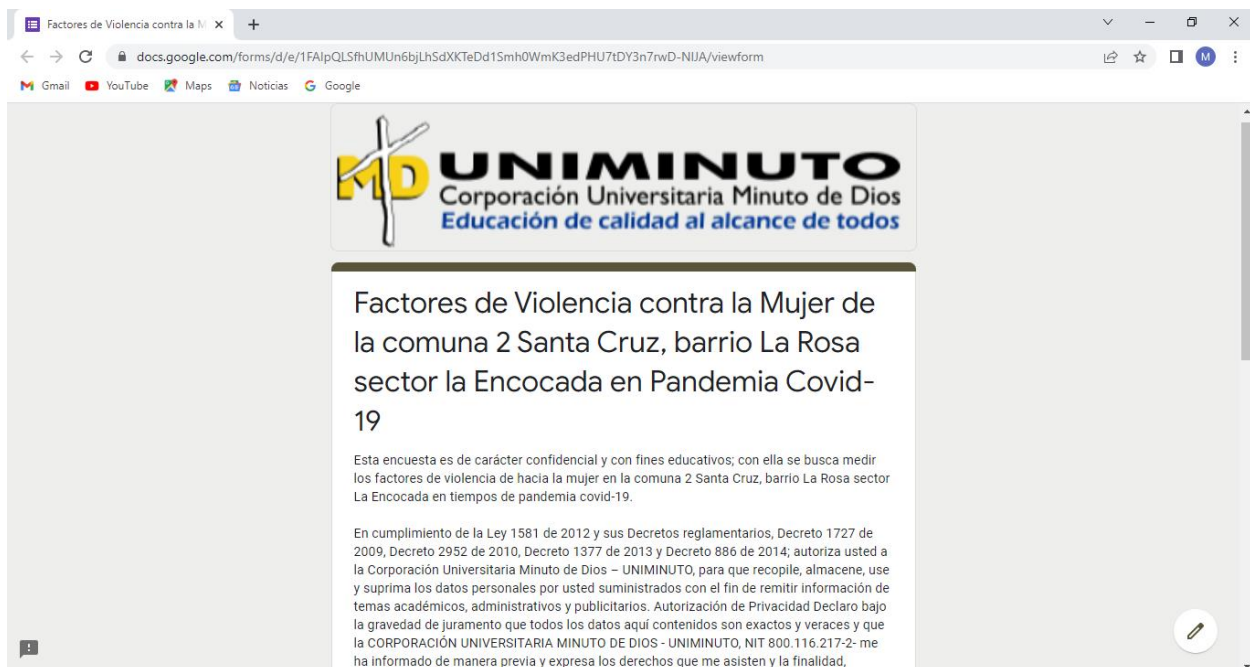 Factores de Violencia contra la M
docs.google.com/forms/d/e/1FAIpQLSfhUMUn6bjLhSdXKTeDd1Smh0WmK3edPHU7tDY3n7rwD-NIJA/viewform
M
Gmail YouTube Maps Noticias Google
MD UNIMINUTO
Corporación Universitaria Minuto de Dios
Educación de calidad al alcance de todos
Factores de Violencia contra la Mujer de
la comuna 2 Santa Cruz, barrio La Rosa
sector la Encocada en Pandemia Covid-
19
Esta encuesta es de carácter confidencial y con fines educativos; con ella se busca medir
los factores de violencia de hacia la mujer en la comuna 2 Santa Cruz, barrio La Rosa sector
La Encocada en tiempos de pandemia covid-19.
En cumplimiento de la Ley 1581 de 2012 y sus Decretos reglamentarios, Decreto 1727 de
2009, Decreto 2952 de 2010, Decreto 1377 de 2013 y Decreto 886 de 2014; autoriza usted a
la Corporación Universitaria Minuto de Dios – UNIMINUTO, para que recopile, almacene, use
y suprima los datos personales por usted suministrados con el fin de remitir información de
temas académicos, administrativos y publicitarios. Autorización de Privacidad Declaro bajo
la gravedad de juramento que todos los datos aquí contenidos son exactos y veraces y que
la CORPORACIÓN UNIVERSITARIA MINUTO DE DIOS - UNIMINUTO, NIT 800.116.217-2- me
ha informado de manera previa y expresa los derechos que me asisten y la finalidad,